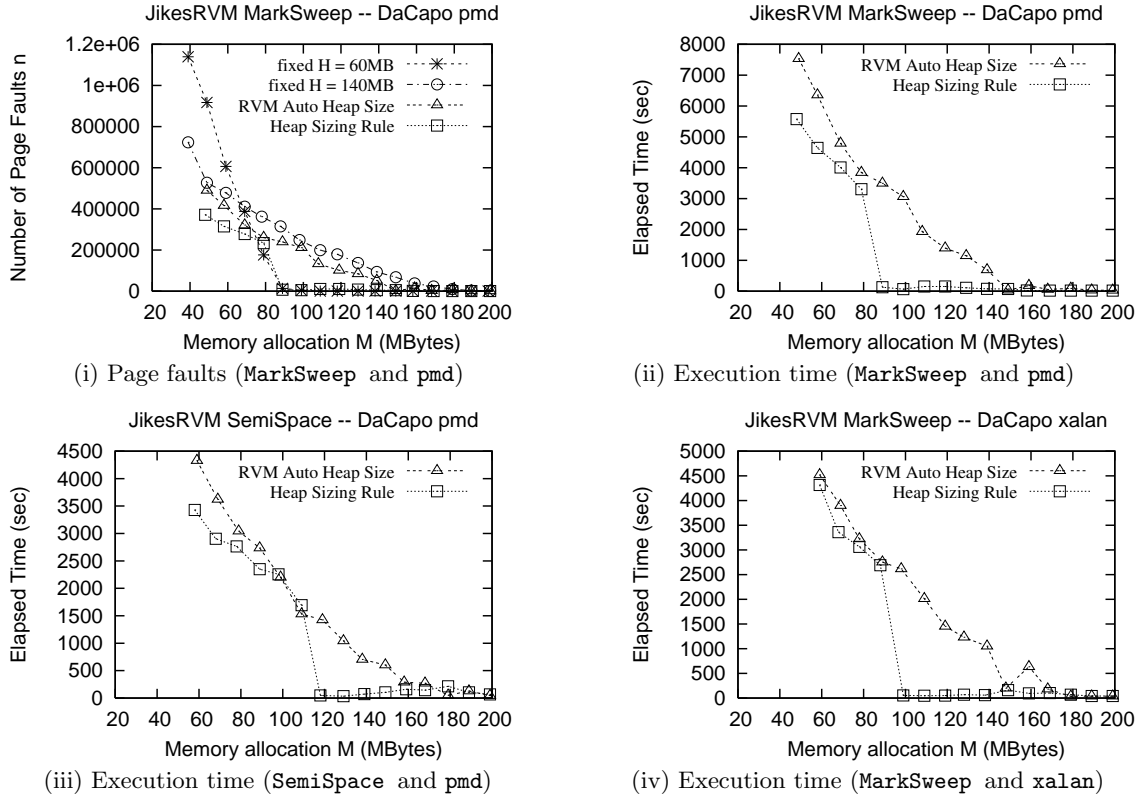 JikesRVM MarkSweep -- DaCapo pmd
Number of Page Faults n
1.2e+06
1e+06
800000
600000
400000
200000
0
fixed H = 60MB
fixed H = 140MB
RVM Auto Heap Size
Heap Sizing Rule
20 40 60 80 100 120 140 160 180 200
Memory allocation M (MBytes)
(i) Page faults (MarkSweep and pmd)
JikesRVM MarkSweep -- DaCapo pmd
Elapsed Time (sec)
8000
7000
6000
5000
4000
3000
2000
1000
0
RVM Auto Heap Size
Heap Sizing Rule
20 40 60 80 100 120 140 160 180 200
Memory allocation M (MBytes)
(ii) Execution time (MarkSweep and pmd)
JikesRVM SemiSpace -- DaCapo pmd
Elapsed Time (sec)
4500
4000
3500
3000
2500
2000
1500
1000
500
0
RVM Auto Heap Size
Heap Sizing Rule
20 40 60 80 100 120 140 160 180 200
Memory allocation M (MBytes)
(iii) Execution time (SemiSpace and pmd)
JikesRVM MarkSweep -- DaCapo xalan
Elapsed Time (sec)
5000
4500
4000
3500
3000
2500
2000
1500
1000
500
0
RVM Auto Heap Size
Heap Sizing Rule
20 40 60 80 100 120 140 160 180 200
Memory allocation M (MBytes)
(iv) Execution time (MarkSweep and xalan)